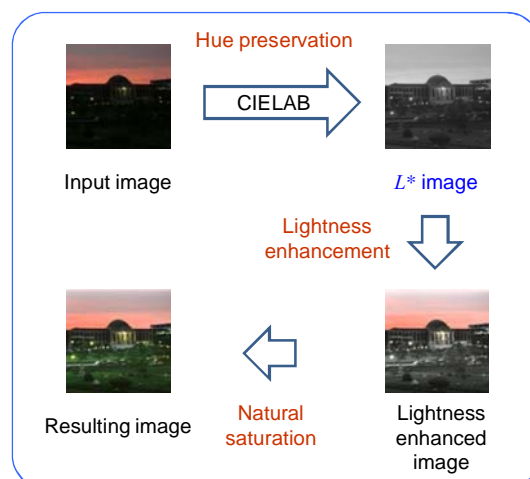 Hue preservation
CIELAB
Input image
L* image
Lightness
enhancement
Resulting image
Natural
saturation
Lightness
enhanced
image